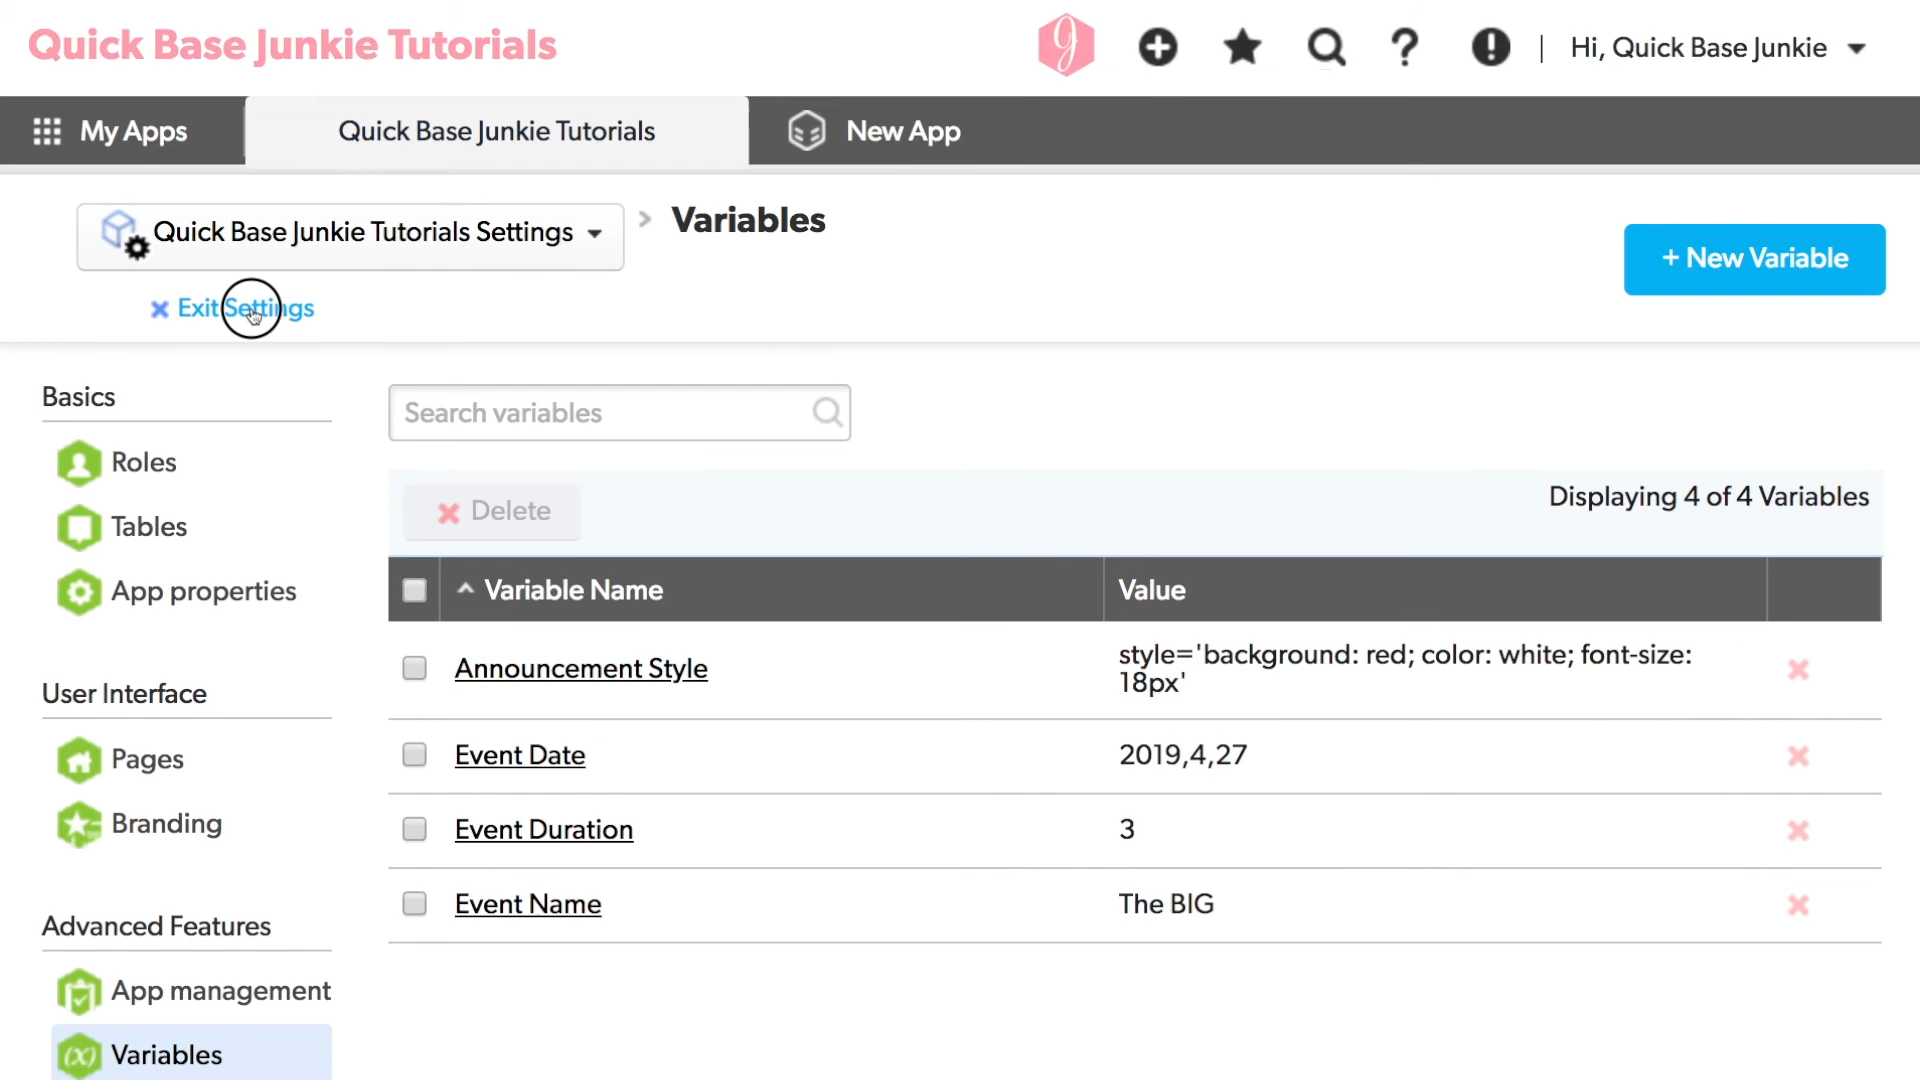 Quick Base Junkie Tutorials
Hi, Quick Base Junkie
My Apps
Quick Base Junkie Tutorials
New App
Quick Base Junkie Tutorials Settings
Variables
+ New Variable
Exit Settings
Basics
Roles
Tables
App properties
User Interface
Pages
Branding
Advanced Features
App management
Variables
Search variables
Delete
Displaying 4 of 4 Variables
Variable Name
Value
Announcement Style
style='background: red; color: white; font-size:
18px'
Event Date
2019,4,27
Event Duration
3
Event Name
The BIG